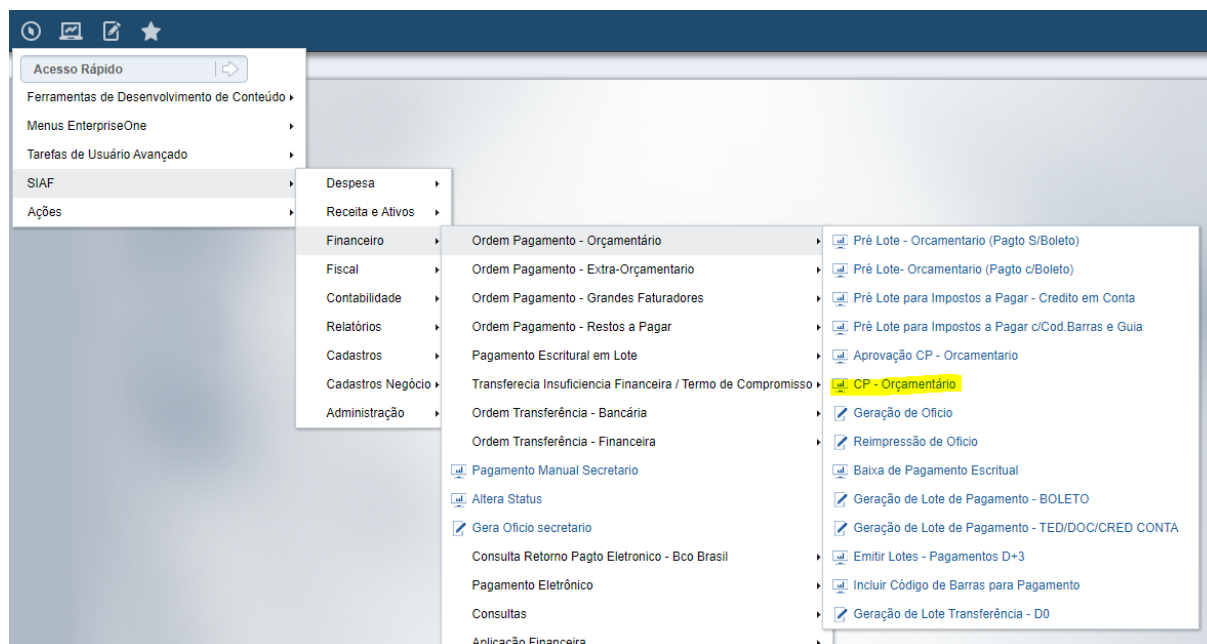 Acesso Rápido
Ferramentas de Desenvolvimento de Conteúdo
Menus EnterpriseOne
Tarefas de Usuário Avançado
SIAF
Ações
Despesa
Receita e Ativos
Financeiro
Fiscal
Contabilidade
Relatórios
Cadastros
Cadastros Negócio
Administração
Ordem Pagamento - Orçamentário
Ordem Pagamento - Extra-Orçamentario
Ordem Pagamento - Grandes Faturadores
Ordem Pagamento - Restos a Pagar
Pagamento Escritural em Lote
Transferecia Insuficiencia Financeira / Termo de Compromisso
Ordem Transferência - Bancária
Ordem Transferência - Financeira
Pagamento Manual Secretario
Altera Status
Gera Oficio secretario
Consulta Retorno Pagto Eletronico - Bco Brasil
Pagamento Eletrônico
Consultas
Aplicação Financeira
Pré Lote - Orcamentario (Pagto S/Boleto)
Pré Lote- Orcamentario (Pagto c/Boleto)
Pré Lote para Impostos a Pagar - Credito em Conta
Pré Lote para Impostos a Pagar c/Cod.Barras e Guia
Aprovação CP - Orcamentario
CP - Orçamentário
Geração de Oficio
Reimpressão de Oficio
Baixa de Pagamento Escritual
Geração de Lote de Pagamento - BOLETO
Geração de Lote de Pagamento - TED/DOC/CRED CONTA
Emitir Lotes - Pagamentos D+3
Incluir Código de Barras para Pagamento
Geração de Lote Transferência - D0